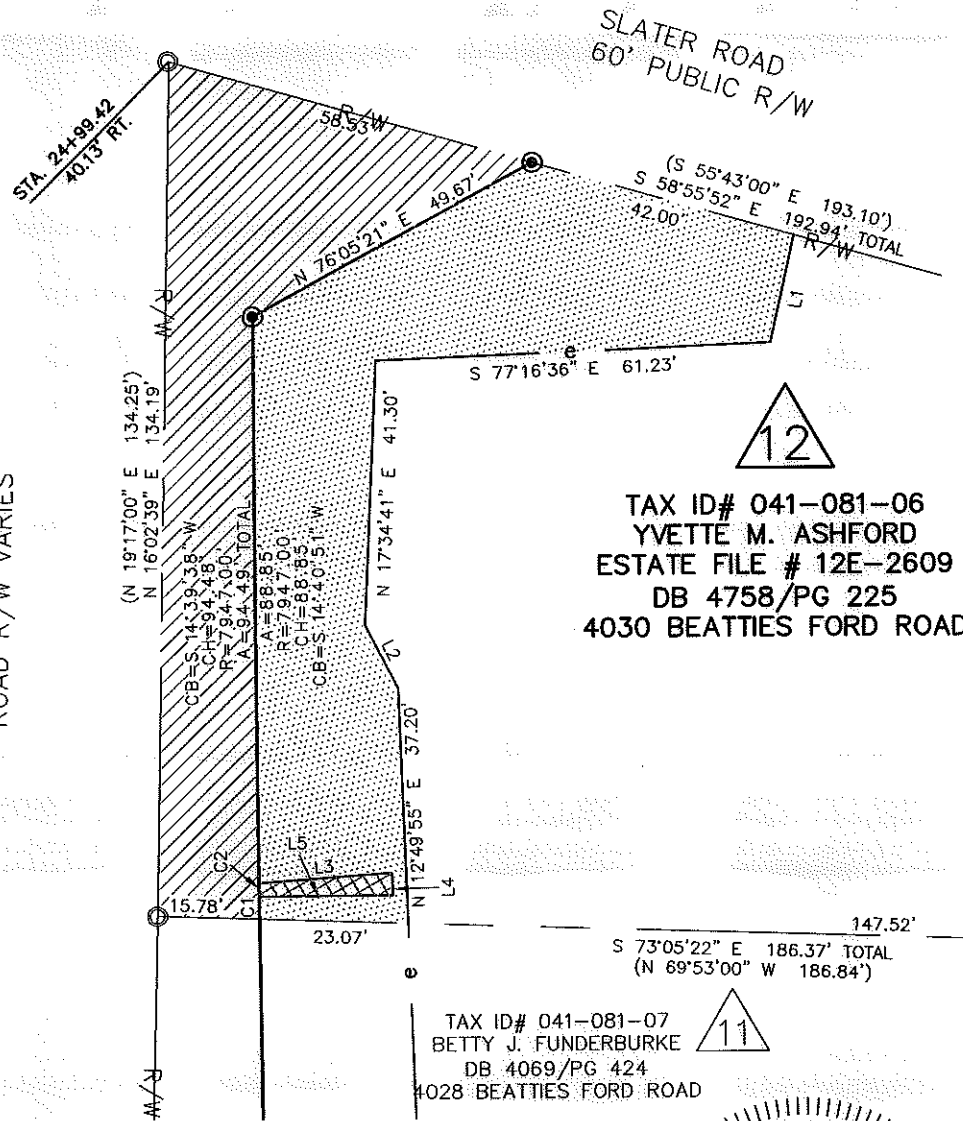 SLATER ROAD
60' PUBLIC R/W
STA. 24+99.42
40.13' RT.
R/W
58.53'
(S 55°43'00" E 193.10')
S 58°55'52" E 192.94' TOTAL
42.00'
R/W
N 76°05'21" E 49.67'
L1
R/W
e
S 77°16'36" E 61.23'
(N 19°17'00" E 134.25')
N 16°02'39" E 134.19'
ROAD R/W VARIES
CB=S 14°39'38" W
CH=94.48'
R=7947.00'
A=94.49' TOTAL
A=88.85'
R=7947.00'
CH=88.85
CB=S 14°40'51" W
N 17°34'41" E 41.30'
L2
12
TAX ID# 041-081-06
YVETTE M. ASHFORD
ESTATE FILE # 12E-2609
DB 4758/PG 225
4030 BEATTIES FORD ROAD
N 12°49'55" E 37.20'
C2
L5
L3
L4
C1
15.78'
23.07'
147.52'
S 73°05'22" E 186.37' TOTAL
(N 69°53'00" W 186.84')
e
TAX ID# 041-081-07
BETTY J. FUNDERBURKE
DB 4069/PG 424
4028 BEATTIES FORD ROAD
11
R/W